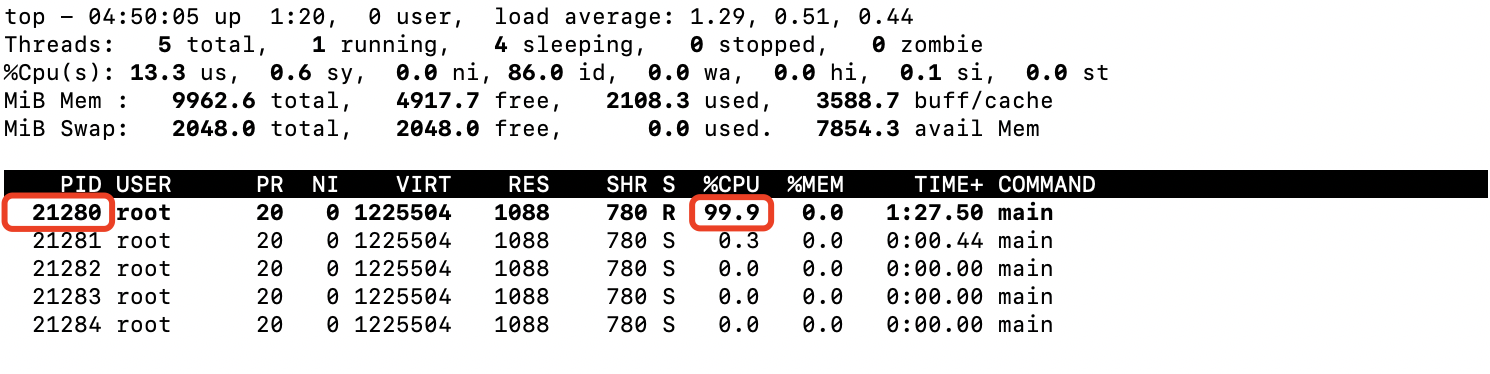 top - 04:50:05 up  1:20,  0 user,  load average: 1.29, 0.51, 0.44
Threads:   5 total,   1 running,   4 sleeping,   0 stopped,   0 zombie
%Cpu(s): 13.3 us,  0.6 sy,  0.0 ni, 86.0 id,  0.0 wa,  0.0 hi,  0.1 si,  0.0 st
MiB Mem :   9962.6 total,   4917.7 free,   2108.3 used,   3588.7 buff/cache
MiB Swap:   2048.0 total,   2048.0 free,      0.0 used.   7854.3 avail Mem
PID USER      PR  NI    VIRT    RES    SHR S  %CPU  %MEM     TIME+ COMMAND
21280 root      20   0 1225504   1088    780 R  99.9   0.0   1:27.50 main
21281 root      20   0 1225504   1088    780 S   0.3   0.0   0:00.44 main
21282 root      20   0 1225504   1088    780 S   0.0   0.0   0:00.00 main
21283 root      20   0 1225504   1088    780 S   0.0   0.0   0:00.00 main
21284 root      20   0 1225504   1088    780 S   0.0   0.0   0:00.00 main